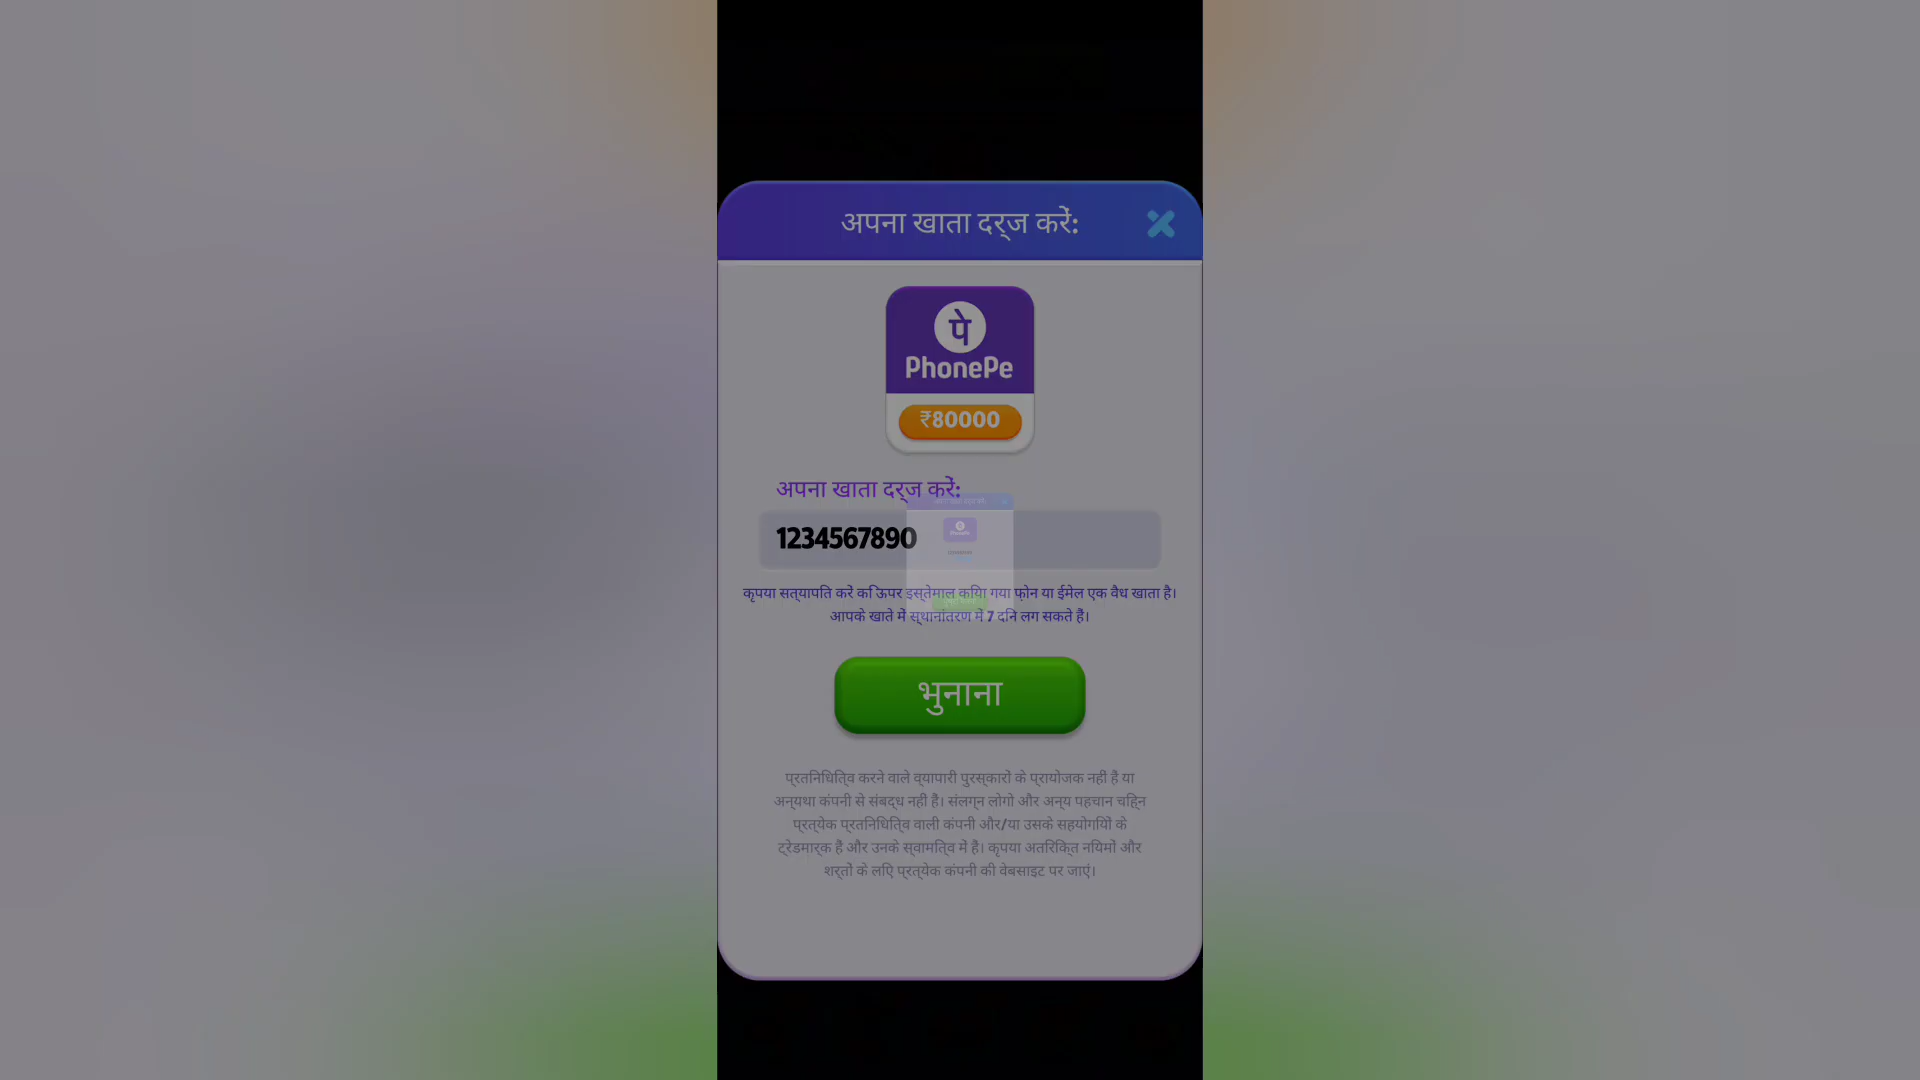 अपना खाता दर्ज करें:
पे
PhonePe
₹80000
अपना खाता दर्ज करें:
1234567890
कृपया सत्यापित करें कि ऊपर इस्तेमाल किया गया फ़ोन या ईमेल एक वैध खाता है।
आपके खाते में स्थानांतरण में 7 दिन लग सकते हैं।
भुनाना
प्रतिनिधित्वि करने वाले व्यापारी पुरस्कारों के प्रायोजक नहीं हैं या
अन्यथा कंपनी से संबद्ध नहीं हैं। संलग्न लोगो और अन्य पहचान चिह्न
प्रत्येक प्रतिनिधित्वि वाली कंपनी और/या उसके सहयोगियों के
ट्रेडमार्क हैं और उनके स्वामित्वि में हैं। कृपया अतिरिक्त नियमों और
शर्तों के लिए प्रत्येक कंपनी की वेबसाइट पर जाएं।